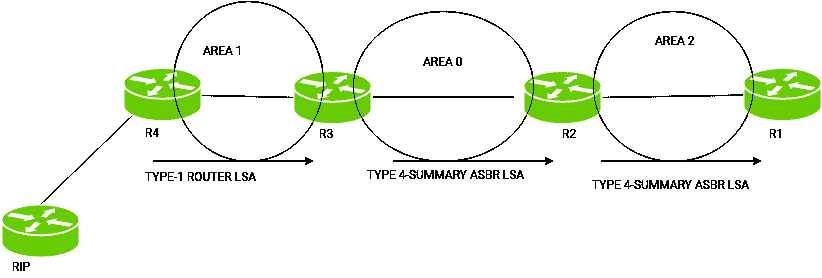 AREA 1
AREA 0
AREA 2
R4
R3
R2
R1
TYPE-1 ROUTER LSA
TYPE 4-SUMMARY ASBR LSA
TYPE 4-SUMMARY ASBR LSA
RIP